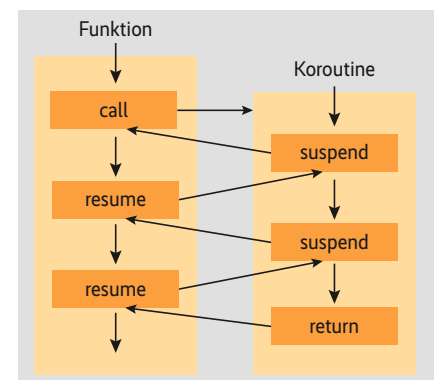 Funktion
Koroutine
call
suspend
resume
suspend
resume
return